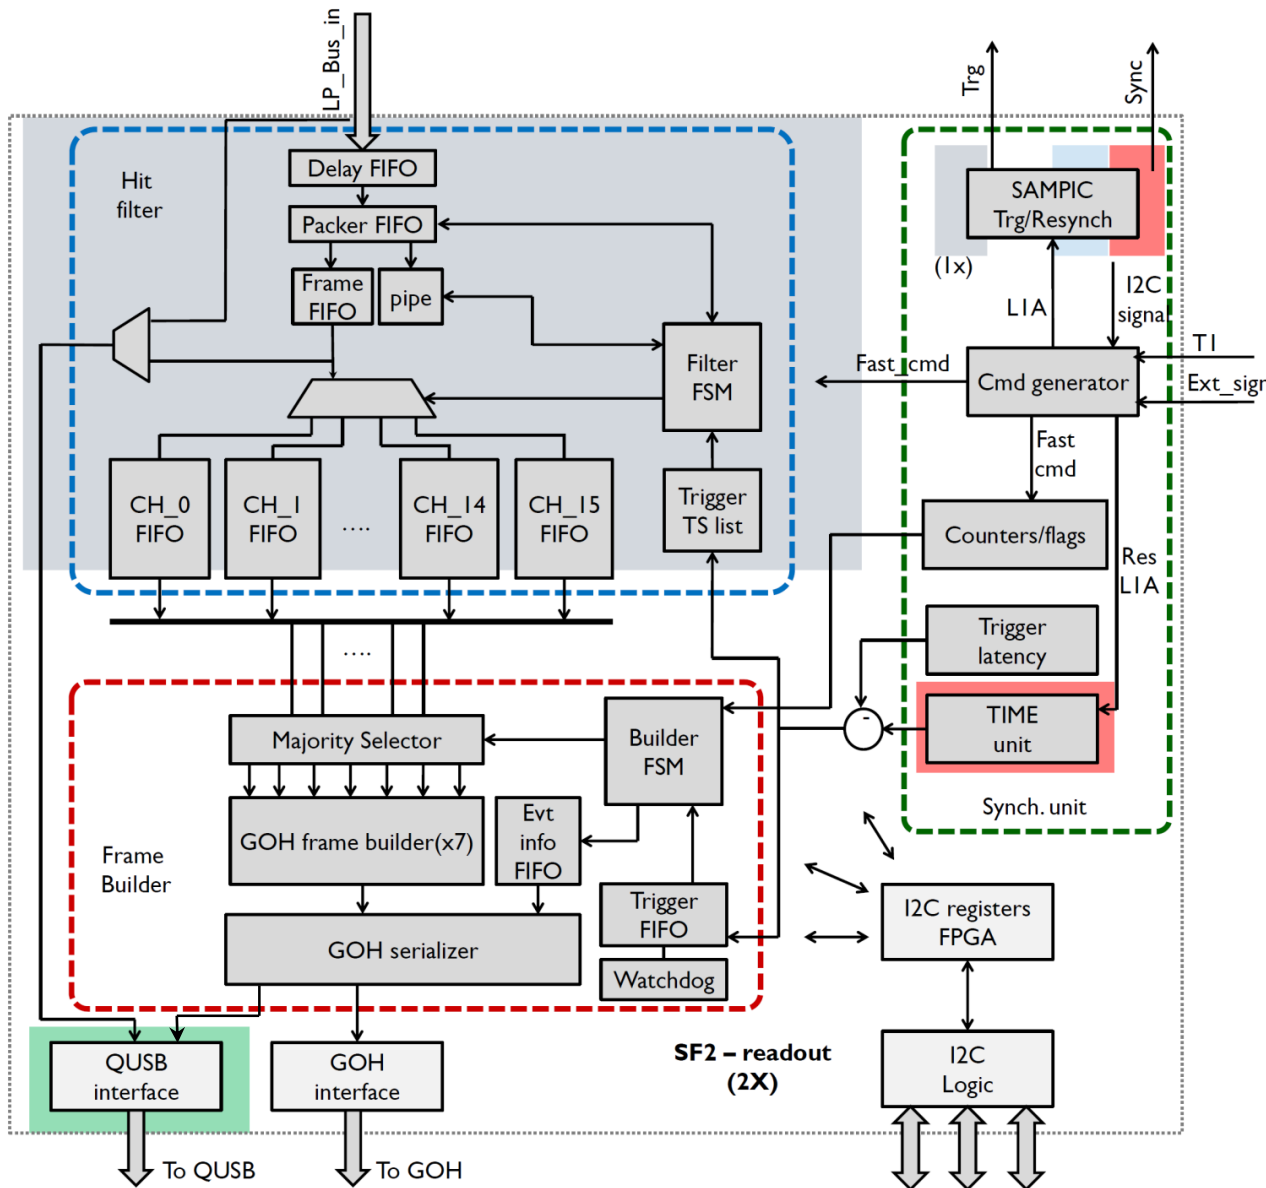 LP_Bus_in
Trg
Sync
Hit
filter
Delay FIFO
Packer FIFO
Frame
FIFO
pipe
SAMPIC
Trg/Resynch
(1x)
L1A
I2C
signal
T1
Ext_sign
Fast_cmd
Cmd generator
Filter
FSM
Fast
cmd
CH_0
FIFO
CH_1
FIFO
....
CH_14
FIFO
CH_15
FIFO
Trigger
TS list
Counters/flags
Res
L1A
Trigger
latency
....
-
TIME
unit
Synch. unit
Majority Selector
Builder
FSM
GOH frame builder(x7)
Evt
info
FIFO
Frame
Builder
Trigger
FIFO
Watchdog
GOH serializer
I2C registers
FPGA
SF2 – readout
(2X)
I2C
Logic
QUSB
interface
GOH
interface
To QUSB
To GOH